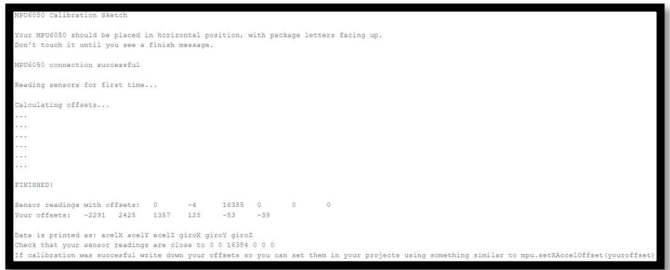 MPU6050 Calibration Sketch
Your MPU6050 should be placed in horizontal position, with package letters facing up.
Don't touch it until you see a finish message.
MPU6050 connection successful
Reading sensors for first time...
Calculating offsets...
...
...
...
...
...
...
FINISHED!
Sensor readings with offsets: 0 -4 16385 0 0 0
Your offsets: -2291 2425 1357 125 -53 -39
Data is printed as: acelX acelY acelZ giroX giroY giroZ
Check that your sensor readings are close to 0 0 16384 0 0 0
If calibration was succesful write down your offsets so you can set them in your projects using something similar to mpu.setXAccelOffset(youroffset)